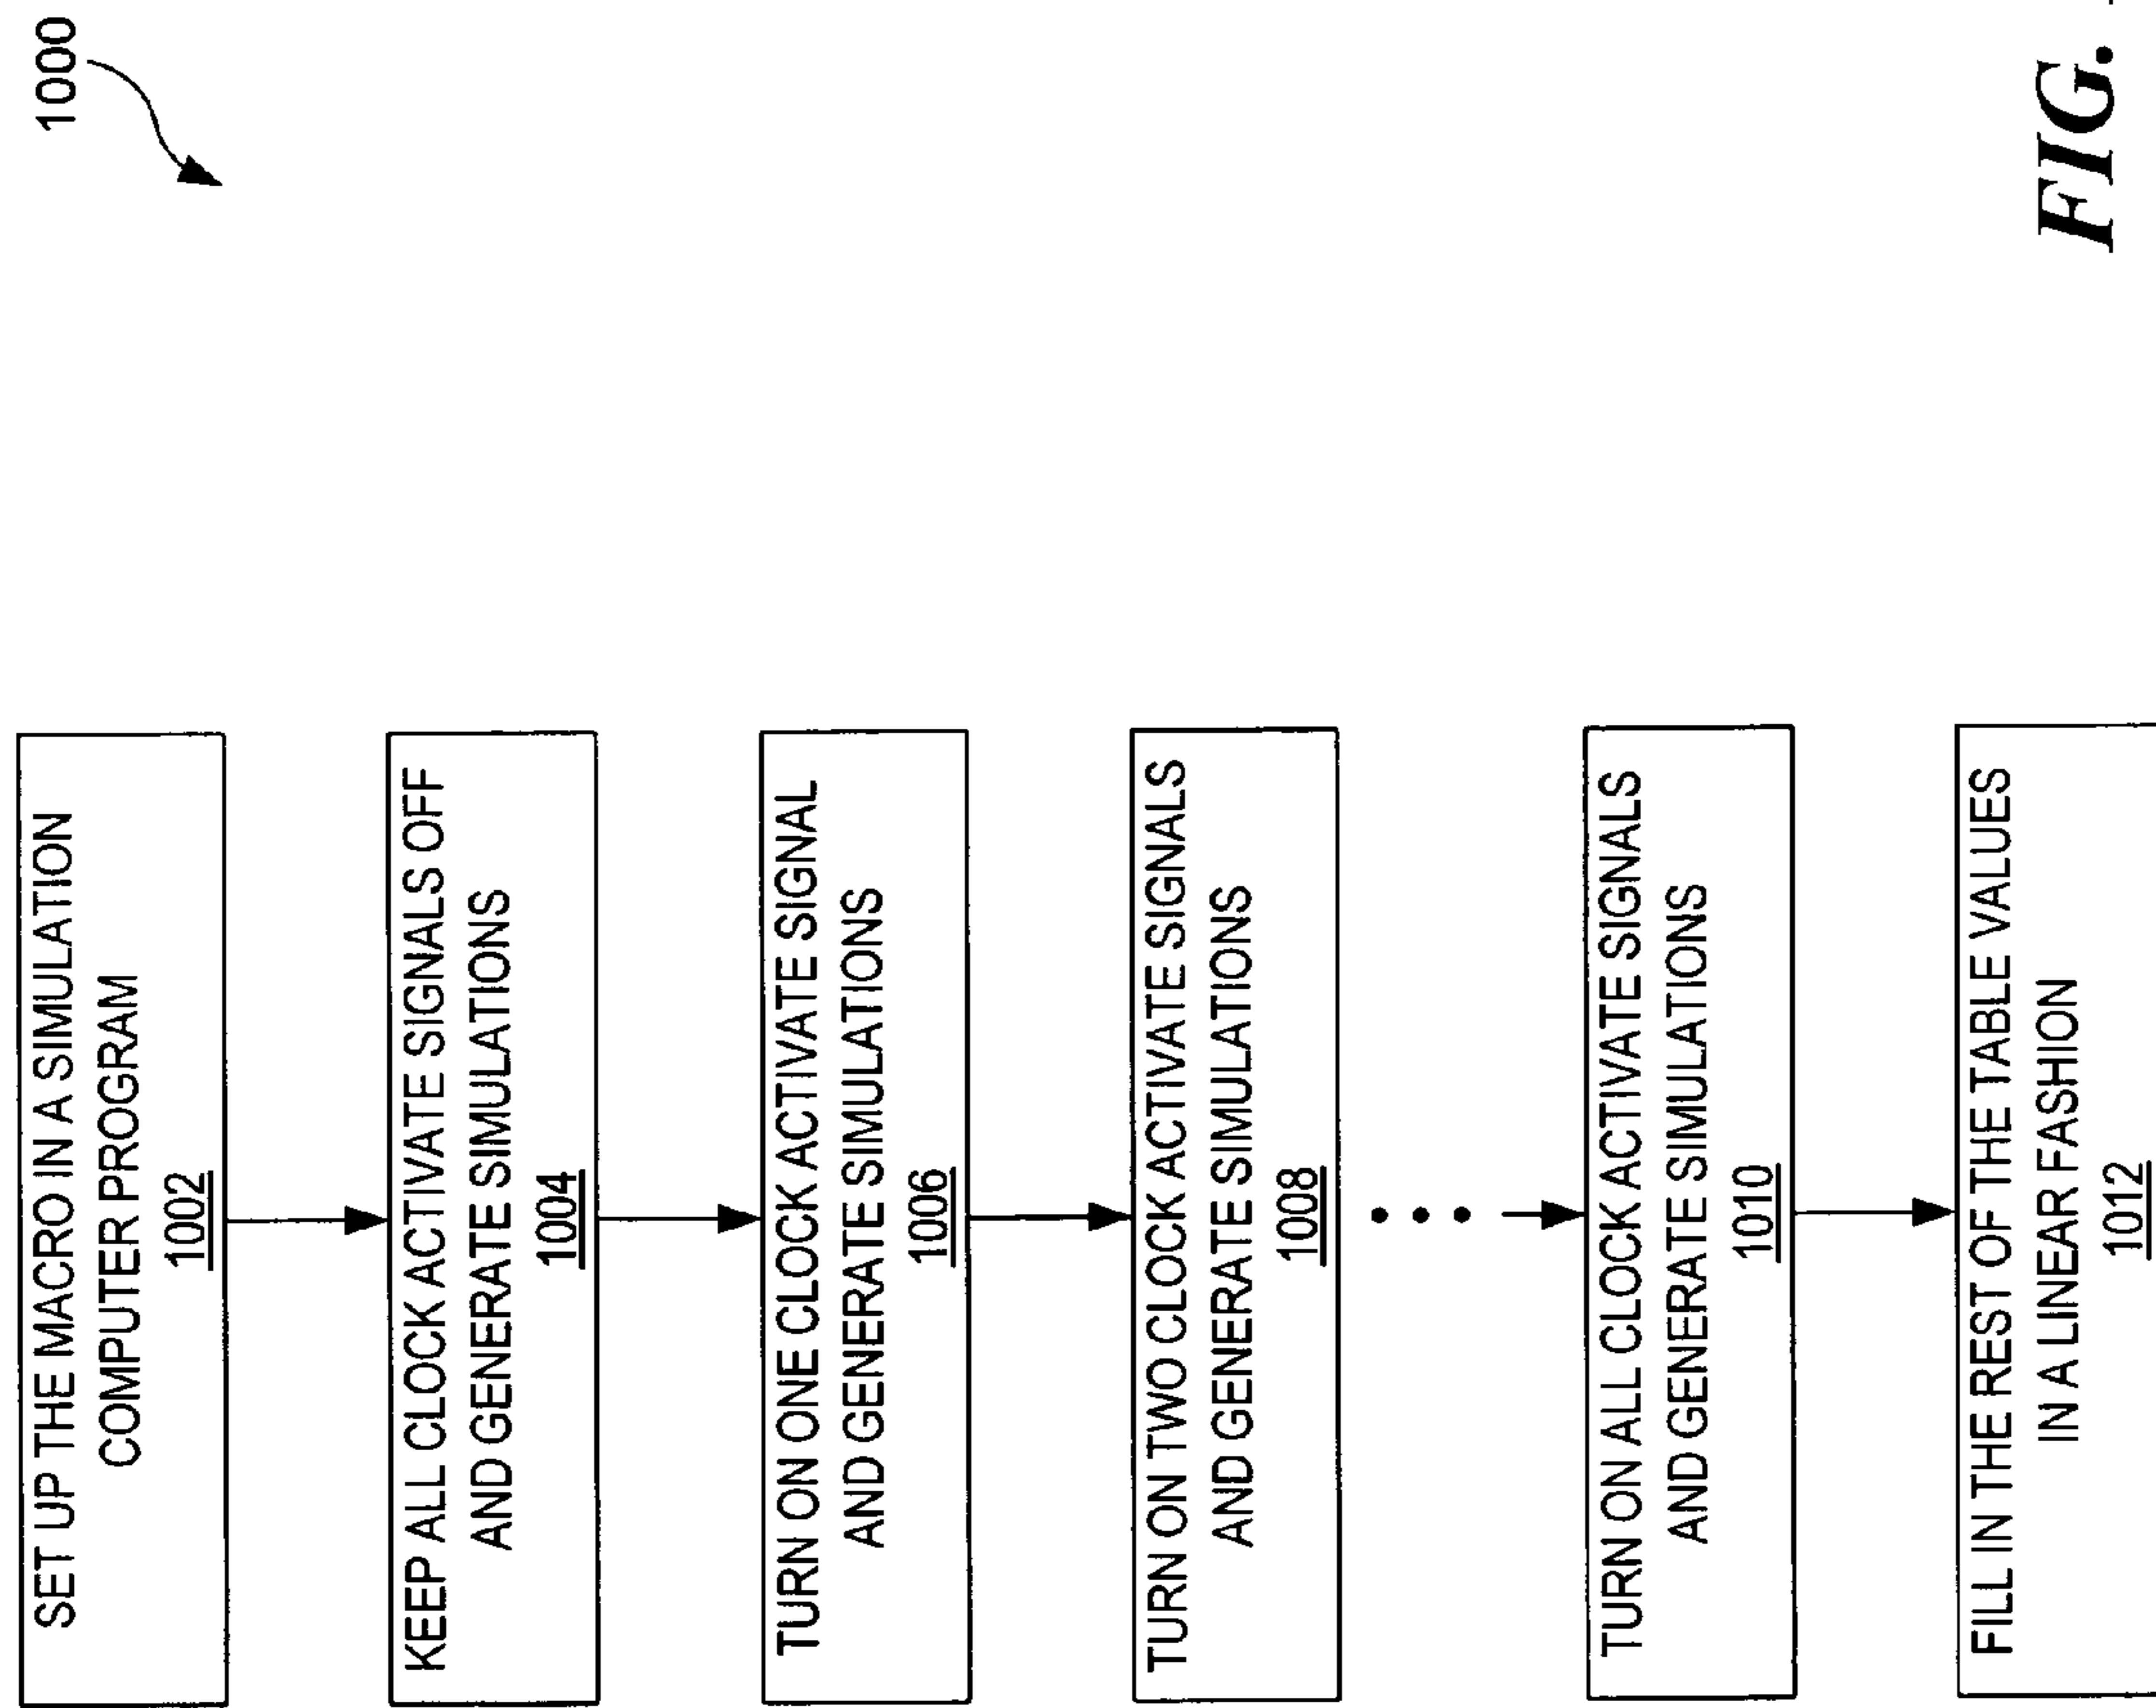 1000
SET UP THE MACRO IN A SIMULATION
COMPUTER PROGRAM
1002
KEEP ALL CLOCK ACTIVATE SIGNALS OFF
AND GENERATE SIMULATIONS
1004
TURN ON ONE CLOCK ACTIVATE SIGNAL
AND GENERATE SIMULATIONS
1006
TURN ON TWO CLOCK ACTIVATE SIGNALS
AND GENERATE SIMULATIONS
1008
TURN ON ALL CLOCK ACTIVATE SIGNALS
AND GENERATE SIMULATIONS
1010
FILL IN THE REST OF THE TABLE VALUES
IN A LINEAR FASHION
1012
FIG.